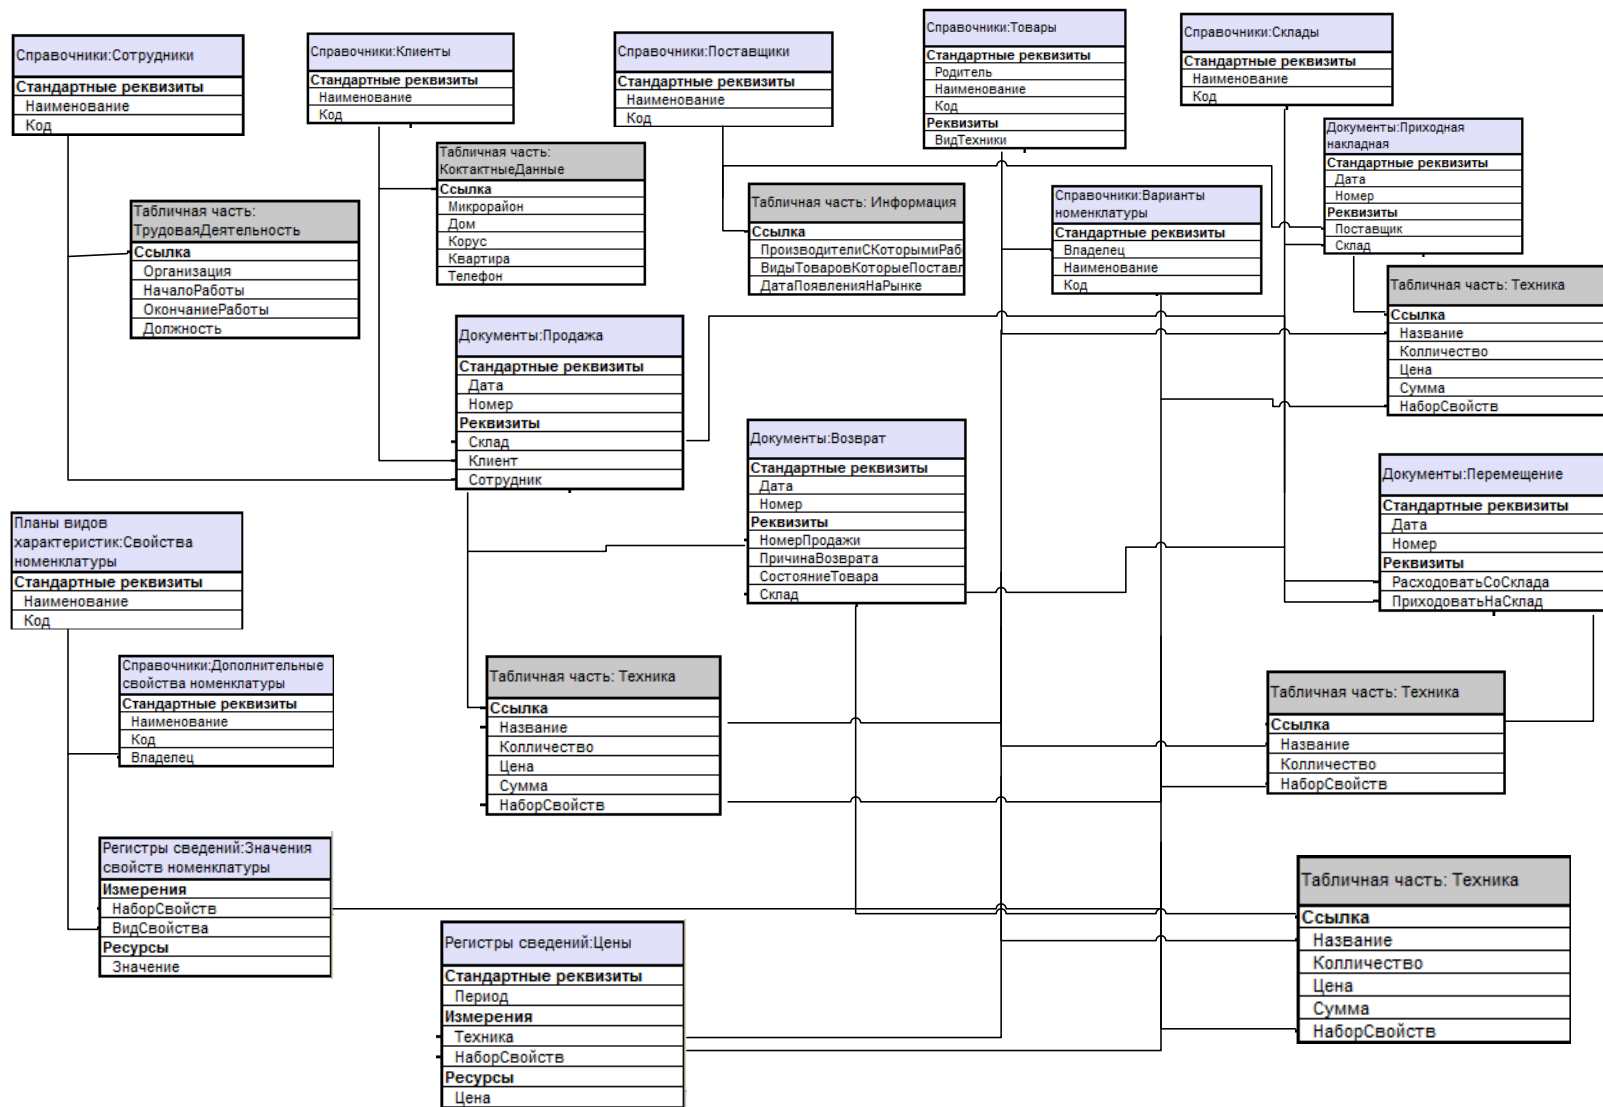 Справочники:Сотрудники
Стандартные реквизиты
Наименование
Код
Справочники:Клиенты
Стандартные реквизиты
Наименование
Код
Справочники:Поставщики
Стандартные реквизиты
Наименование
Код
Справочники:Товары
Стандартные реквизиты
Родитель
Наименование
Код
Реквизиты
ВидТехники
Справочники:Склады
Стандартные реквизиты
Наименование
Код
Документы:Приходная
накладная
Стандартные реквизиты
Дата
Номер
Реквизиты
Поставщик
Склад
Табличная часть:
КоктактныеДанные
Ссылка
Микрорайон
Дом
Корус
Квартира
Телефон
Табличная часть:
ТрудоваяДеятельность
Ссылка
Организация
НачалоРаботы
ОкончаниеРаботы
Должность
Табличная часть: Информация
Ссылка
ПроизводителиСКоторымиРаб
ВидыТоваровКоторыеПостав
ДатаПоявленияНаРынке
Справочники:Варианты
номенклатуры
Стандартные реквизиты
Владелец
Наименование
Код
Табличная часть: Техника
Ссылка
Название
Колличество
Цена
Сумма
НаборСвойств
Документы:Продажа
Стандартные реквизиты
Дата
Номер
Реквизиты
Склад
Клиент
Сотрудник
Документы:Возврат
Стандартные реквизиты
Дата
Номер
Реквизиты
НомерПродажи
ПричинаВозврата
СостояниеТовара
Склад
Документы:Перемещение
Стандартные реквизиты
Дата
Номер
Реквизиты
РасходоватьСоСклада
ПриходоватьНаСклад
Планы видов
характеристик:Свойства
номенклатуры
Стандартные реквизиты
Наименование
Код
Справочники:Дополнительные
свойства номенклатуры
Стандартные реквизиты
Наименование
Код
Владелец
Табличная часть: Техника
Ссылка
Название
Колличество
Цена
Сумма
НаборСвойств
Табличная часть: Техника
Ссылка
Название
Колличество
НаборСвойств
Регистры сведений:Значения
свойств номенклатуры
Измерения
НаборСвойств
ВидСвойства
Ресурсы
Значение
Регистры сведений:Цены
Стандартные реквизиты
Период
Измерения
Техника
НаборСвойств
Ресурсы
Цена
Табличная часть: Техника
Ссылка
Название
Колличество
Цена
Сумма
НаборСвойств